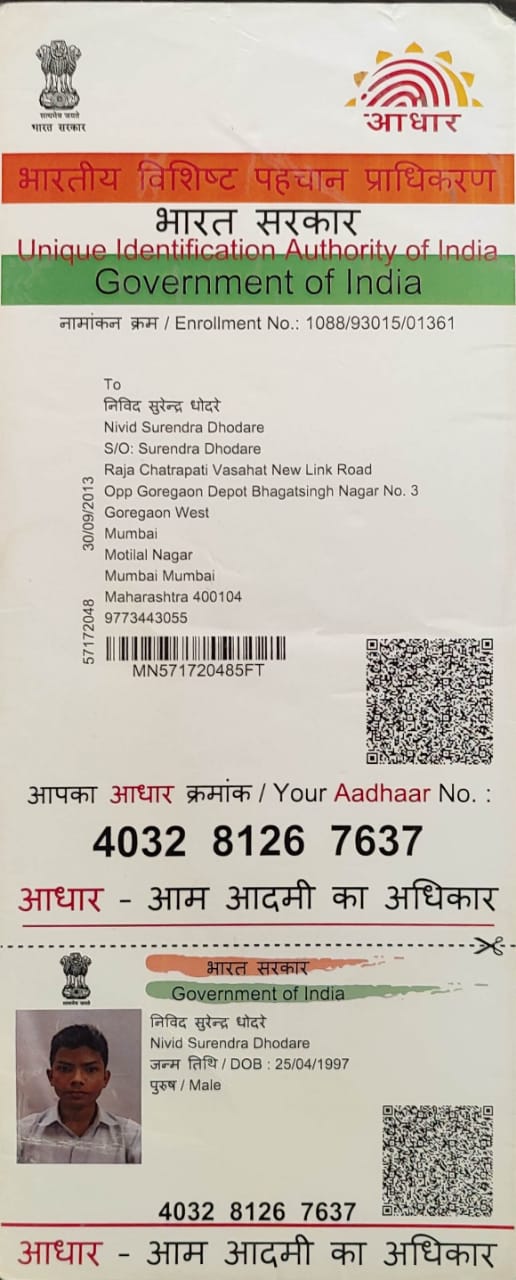 सत्यमेव जयते
भारत सरकार
आधार
भारतीय विशिष्ट पहचान प्राधिकरण
भारत सरकार
Unique Identification Authority of India
Government of India
नामांकन क्रम / Enrollment No.: 1088/93015/01361
To
निविद सुरेन्द्र धोदरे
Nivid Surendra Dhodare
S/O: Surendra Dhodare
Raja Chatrapati Vasahat New Link Road
Opp Goregaon Depot Bhagatsingh Nagar No. 3
Goregaon West
Mumbai
Motilal Nagar
Mumbai Mumbai
Maharashtra 400104
9773443055
30/09/2013
57172048
MN571720485FT
आपका आधार क्रमांक / Your Aadhaar No. :
4032 8126 7637
आधार - आम आदमी का अधिकार
भारत सरकार
Government of India
निविद सुरेन्द्र धोदरे
Nivid Surendra Dhodare
जन्म तिथि / DOB : 25/04/1997
पुरुष / Male
4032 8126 7637
आधार - आम आदमी का अधिकार